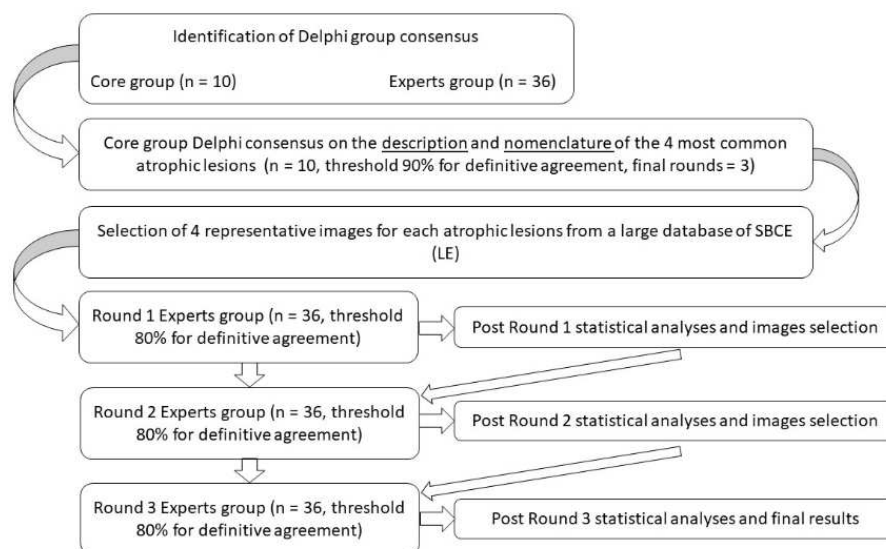 Identification of Delphi group consensus
Core group (n = 10) Experts group (n = 36)
Core group Delphi consensus on the description and nomenclature of the 4 most common
atrophic lesions (n = 10, threshold 90% for definitive agreement, final rounds = 3)
Selection of 4 representative images for each atrophic lesions from a large database of SBCE
(LE)
Round 1 Experts group (n = 36, threshold
80% for definitive agreement)
Post Round 1 statistical analyses and images selection
Round 2 Experts group (n = 36, threshold
80% for definitive agreement)
Post Round 2 statistical analyses and images selection
Round 3 Experts group (n = 36, threshold
80% for definitive agreement)
Post Round 3 statistical analyses and final results